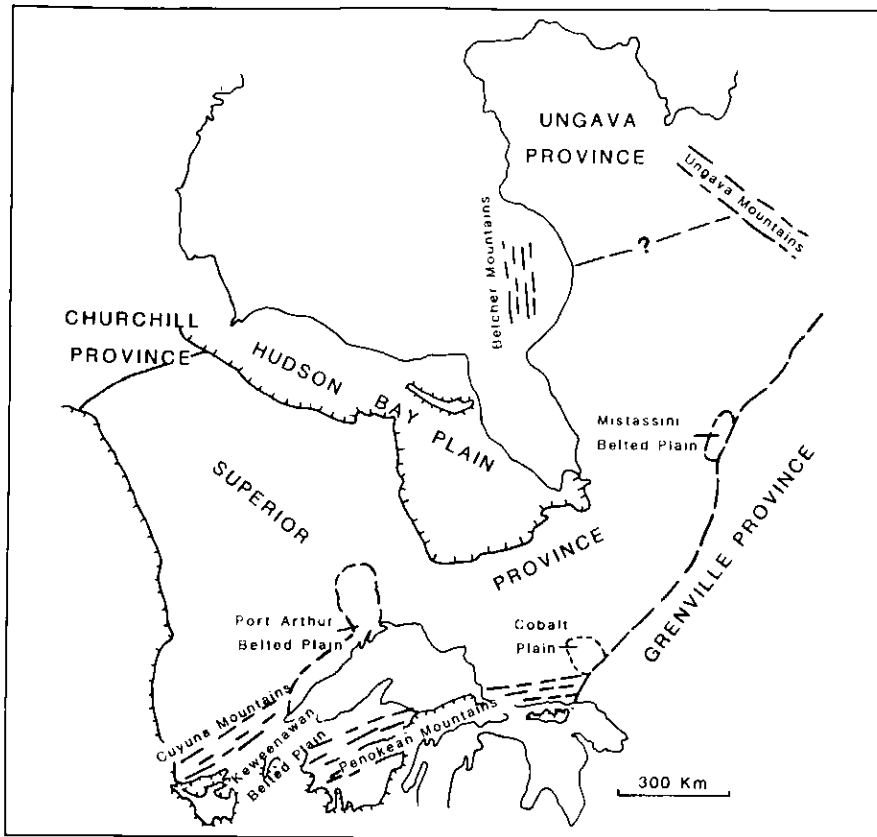 UNGAVA
PROVINCE
Ungava Mountains
Belcher Mountains
?
CHURCHILL
PROVINCE
HUDSON BAY PLAIN
Mistassini
Belted Plain
SUPERIOR PROVINCE
GRENVILLE PROVINCE
Port Arthur
Belted Plain
Cobalt
Plain
Cuyuna Mountains
Keweenawan
Belted Plain
Penokean Mountains
300 Km